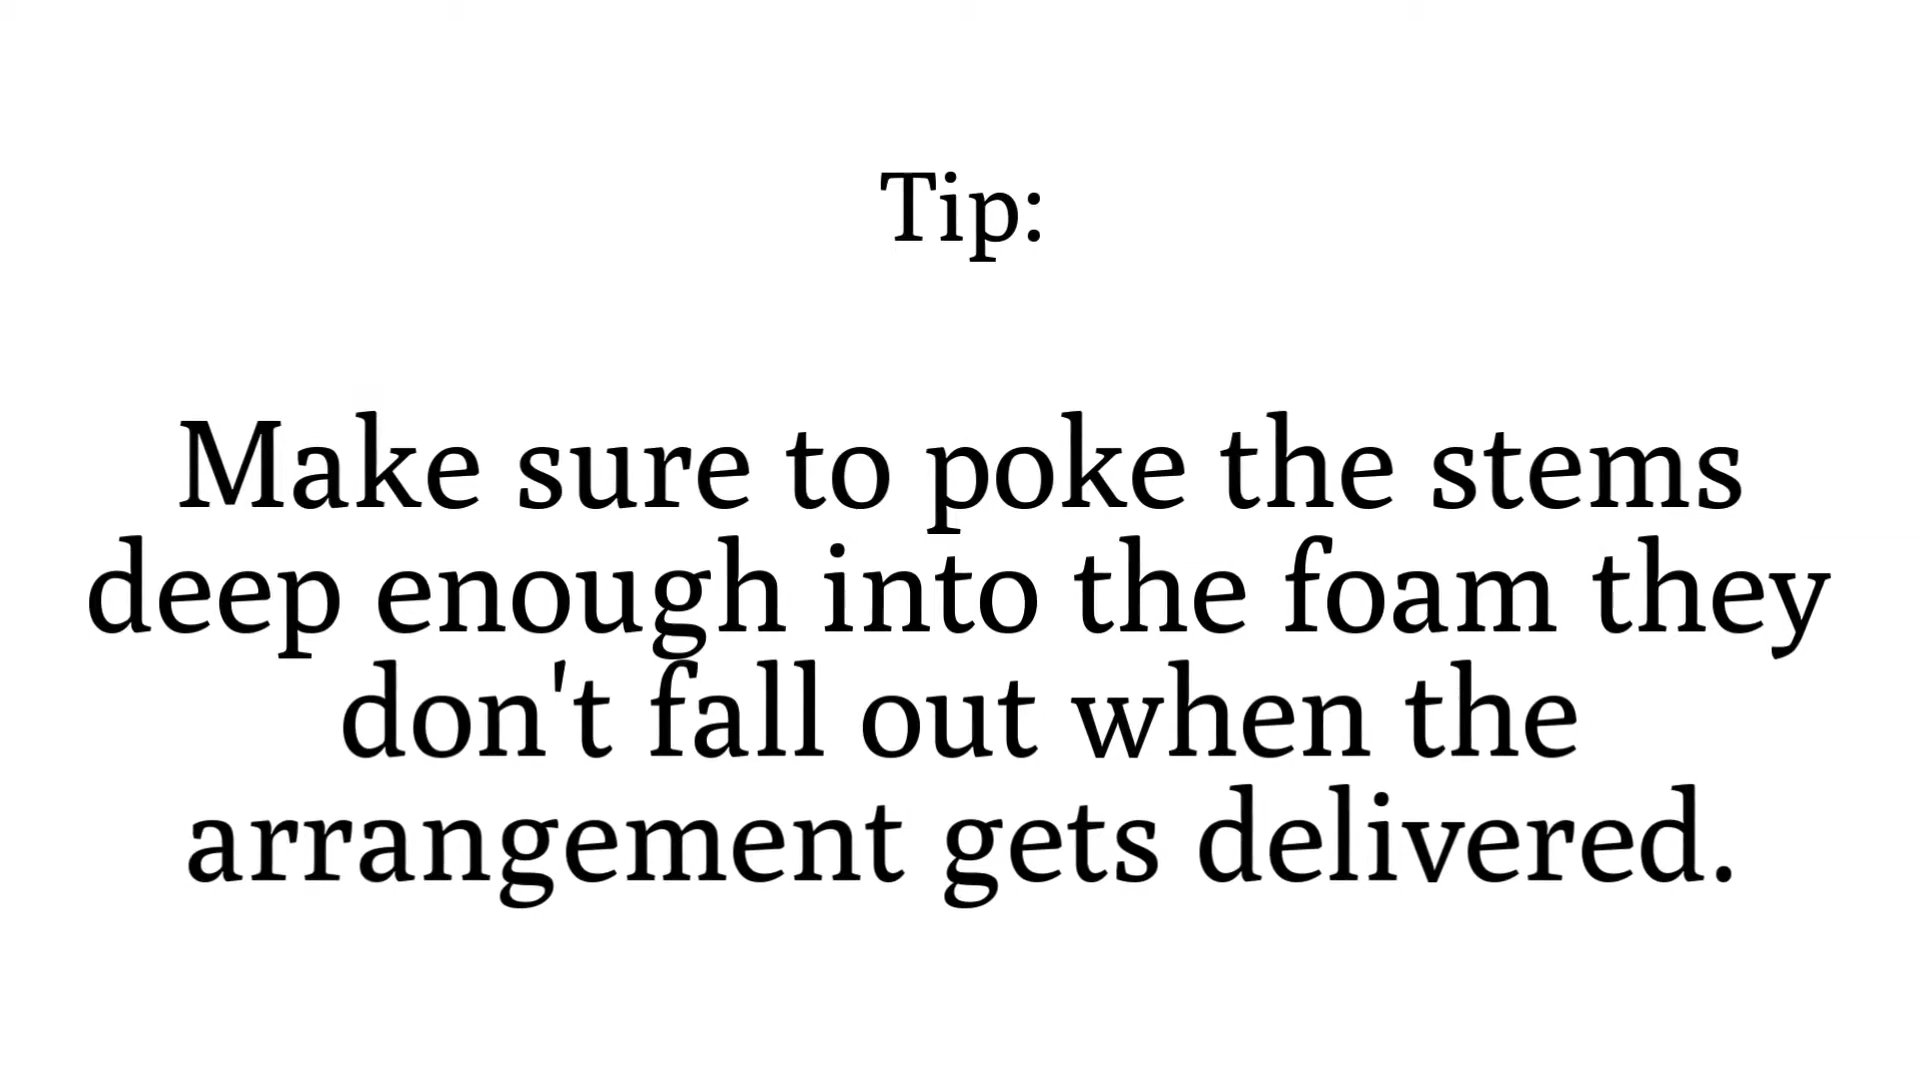 Tip:
Make sure to poke the stems
deep enough into the foam they
don't fall out when the
arrangement gets delivered.